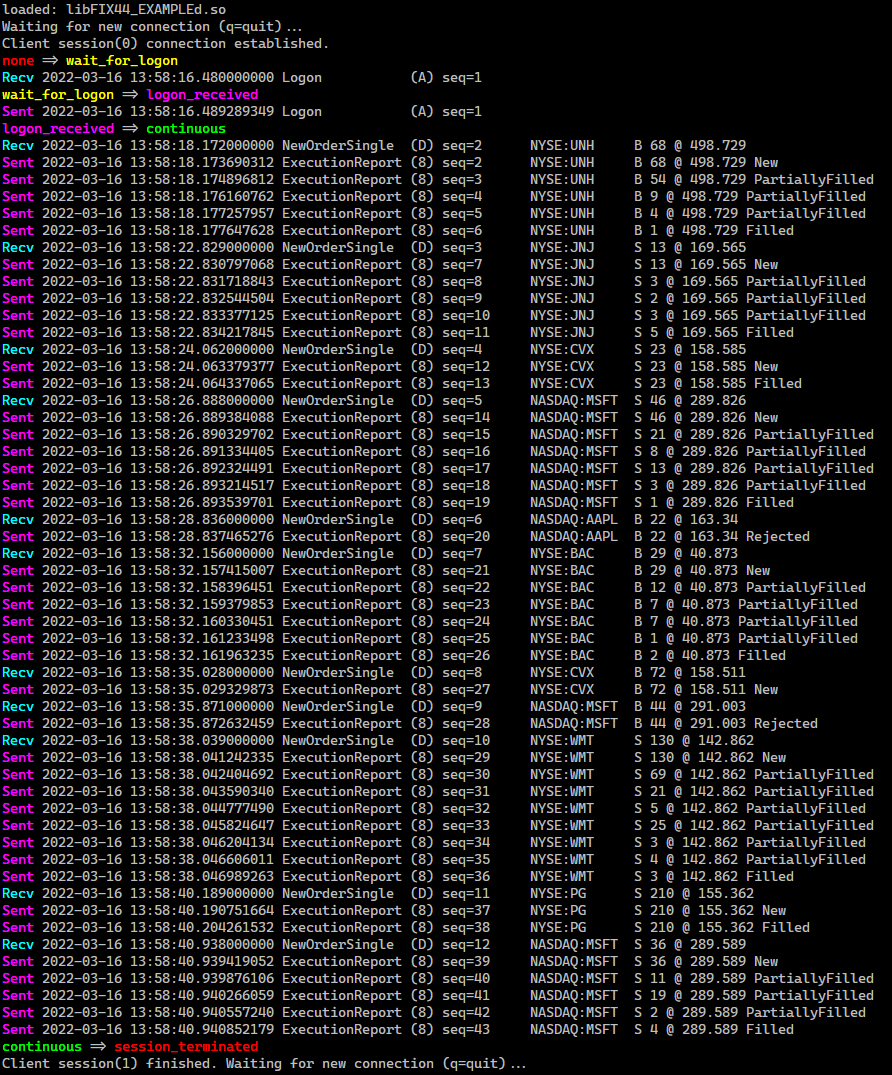 loaded: libFIX44_EXAMPLEd.so
Waiting for new connection (q=quit)...
Client session(0) connection established.
none => wait_for_logon
Recv 2022-03-16 13:58:16.480000000 Logon           (A) seq=1
wait_for_logon => logon_received
Sent 2022-03-16 13:58:16.489289349 Logon           (A) seq=1
logon_received => continuous
Recv 2022-03-16 13:58:18.172000000 NewOrderSingle  (D) seq=2      NYSE:UNH     B 68 @ 498.729
Sent 2022-03-16 13:58:18.173690312 ExecutionReport (8) seq=2      NYSE:UNH     B 68 @ 498.729 New
Sent 2022-03-16 13:58:18.174896812 ExecutionReport (8) seq=3      NYSE:UNH     B 54 @ 498.729 PartiallyFilled
Sent 2022-03-16 13:58:18.176160762 ExecutionReport (8) seq=4      NYSE:UNH     B 9 @ 498.729 PartiallyFilled
Sent 2022-03-16 13:58:18.177257957 ExecutionReport (8) seq=5      NYSE:UNH     B 4 @ 498.729 PartiallyFilled
Sent 2022-03-16 13:58:18.177647628 ExecutionReport (8) seq=6      NYSE:UNH     B 1 @ 498.729 Filled
Recv 2022-03-16 13:58:22.829000000 NewOrderSingle  (D) seq=3      NYSE:JNJ     S 13 @ 169.565
Sent 2022-03-16 13:58:22.830797068 ExecutionReport (8) seq=7      NYSE:JNJ     S 13 @ 169.565 New
Sent 2022-03-16 13:58:22.831718843 ExecutionReport (8) seq=8      NYSE:JNJ     S 3 @ 169.565 PartiallyFilled
Sent 2022-03-16 13:58:22.832544504 ExecutionReport (8) seq=9      NYSE:JNJ     S 2 @ 169.565 PartiallyFilled
Sent 2022-03-16 13:58:22.833377125 ExecutionReport (8) seq=10     NYSE:JNJ     S 3 @ 169.565 PartiallyFilled
Sent 2022-03-16 13:58:22.834217845 ExecutionReport (8) seq=11     NYSE:JNJ     S 5 @ 169.565 Filled
Recv 2022-03-16 13:58:24.062000000 NewOrderSingle  (D) seq=4      NYSE:CVX     S 23 @ 158.585
Sent 2022-03-16 13:58:24.063379377 ExecutionReport (8) seq=12     NYSE:CVX     S 23 @ 158.585 New
Sent 2022-03-16 13:58:24.064337065 ExecutionReport (8) seq=13     NYSE:CVX     S 23 @ 158.585 Filled
Recv 2022-03-16 13:58:26.888000000 NewOrderSingle  (D) seq=5      NASDAQ:MSFT  S 46 @ 289.826
Sent 2022-03-16 13:58:26.889384088 ExecutionReport (8) seq=14     NASDAQ:MSFT  S 46 @ 289.826 New
Sent 2022-03-16 13:58:26.890329702 ExecutionReport (8) seq=15     NASDAQ:MSFT  S 21 @ 289.826 PartiallyFilled
Sent 2022-03-16 13:58:26.891334405 ExecutionReport (8) seq=16     NASDAQ:MSFT  S 8 @ 289.826 PartiallyFilled
Sent 2022-03-16 13:58:26.892324491 ExecutionReport (8) seq=17     NASDAQ:MSFT  S 13 @ 289.826 PartiallyFilled
Sent 2022-03-16 13:58:26.893214517 ExecutionReport (8) seq=18     NASDAQ:MSFT  S 3 @ 289.826 PartiallyFilled
Sent 2022-03-16 13:58:26.893539701 ExecutionReport (8) seq=19     NASDAQ:MSFT  S 1 @ 289.826 Filled
Recv 2022-03-16 13:58:28.836000000 NewOrderSingle  (D) seq=6      NASDAQ:AAPL  B 22 @ 163.34
Sent 2022-03-16 13:58:28.837465276 ExecutionReport (8) seq=20     NASDAQ:AAPL  B 22 @ 163.34 Rejected
Recv 2022-03-16 13:58:32.156000000 NewOrderSingle  (D) seq=7      NYSE:BAC     B 29 @ 40.873
Sent 2022-03-16 13:58:32.157415007 ExecutionReport (8) seq=21     NYSE:BAC     B 29 @ 40.873 New
Sent 2022-03-16 13:58:32.158396451 ExecutionReport (8) seq=22     NYSE:BAC     B 12 @ 40.873 PartiallyFilled
Sent 2022-03-16 13:58:32.159379853 ExecutionReport (8) seq=23     NYSE:BAC     B 7 @ 40.873 PartiallyFilled
Sent 2022-03-16 13:58:32.160330451 ExecutionReport (8) seq=24     NYSE:BAC     B 7 @ 40.873 PartiallyFilled
Sent 2022-03-16 13:58:32.161233498 ExecutionReport (8) seq=25     NYSE:BAC     B 1 @ 40.873 PartiallyFilled
Sent 2022-03-16 13:58:32.161963235 ExecutionReport (8) seq=26     NYSE:BAC     B 2 @ 40.873 Filled
Recv 2022-03-16 13:58:35.028000000 NewOrderSingle  (D) seq=8      NYSE:CVX     B 72 @ 158.511
Sent 2022-03-16 13:58:35.029329873 ExecutionReport (8) seq=27     NYSE:CVX     B 72 @ 158.511 New
Recv 2022-03-16 13:58:35.871000000 NewOrderSingle  (D) seq=9      NASDAQ:MSFT  B 44 @ 291.003
Sent 2022-03-16 13:58:35.872632459 ExecutionReport (8) seq=28     NASDAQ:MSFT  B 44 @ 291.003 Rejected
Recv 2022-03-16 13:58:38.039000000 NewOrderSingle  (D) seq=10     NYSE:WMT     S 130 @ 142.862
Sent 2022-03-16 13:58:38.041242335 ExecutionReport (8) seq=29     NYSE:WMT     S 130 @ 142.862 New
Sent 2022-03-16 13:58:38.042404692 ExecutionReport (8) seq=30     NYSE:WMT     S 69 @ 142.862 PartiallyFilled
Sent 2022-03-16 13:58:38.043590340 ExecutionReport (8) seq=31     NYSE:WMT     S 21 @ 142.862 PartiallyFilled
Sent 2022-03-16 13:58:38.044777490 ExecutionReport (8) seq=32     NYSE:WMT     S 5 @ 142.862 PartiallyFilled
Sent 2022-03-16 13:58:38.045824647 ExecutionReport (8) seq=33     NYSE:WMT     S 25 @ 142.862 PartiallyFilled
Sent 2022-03-16 13:58:38.046204134 ExecutionReport (8) seq=34     NYSE:WMT     S 3 @ 142.862 PartiallyFilled
Sent 2022-03-16 13:58:38.046606011 ExecutionReport (8) seq=35     NYSE:WMT     S 4 @ 142.862 PartiallyFilled
Sent 2022-03-16 13:58:38.046989263 ExecutionReport (8) seq=36     NYSE:WMT     S 3 @ 142.862 Filled
Recv 2022-03-16 13:58:40.189000000 NewOrderSingle  (D) seq=11     NYSE:PG      S 210 @ 155.362
Sent 2022-03-16 13:58:40.190751664 ExecutionReport (8) seq=37     NYSE:PG      S 210 @ 155.362 New
Sent 2022-03-16 13:58:40.204261532 ExecutionReport (8) seq=38     NYSE:PG      S 210 @ 155.362 Filled
Recv 2022-03-16 13:58:40.938000000 NewOrderSingle  (D) seq=12     NASDAQ:MSFT  S 36 @ 289.589
Sent 2022-03-16 13:58:40.939419052 ExecutionReport (8) seq=39     NASDAQ:MSFT  S 36 @ 289.589 New
Sent 2022-03-16 13:58:40.939876106 ExecutionReport (8) seq=40     NASDAQ:MSFT  S 11 @ 289.589 PartiallyFilled
Sent 2022-03-16 13:58:40.940266059 ExecutionReport (8) seq=41     NASDAQ:MSFT  S 19 @ 289.589 PartiallyFilled
Sent 2022-03-16 13:58:40.940557240 ExecutionReport (8) seq=42     NASDAQ:MSFT  S 2 @ 289.589 PartiallyFilled
Sent 2022-03-16 13:58:40.940852179 ExecutionReport (8) seq=43     NASDAQ:MSFT  S 4 @ 289.589 Filled
continuous => session_terminated
Client session(1) finished. Waiting for new connection (q=quit)...